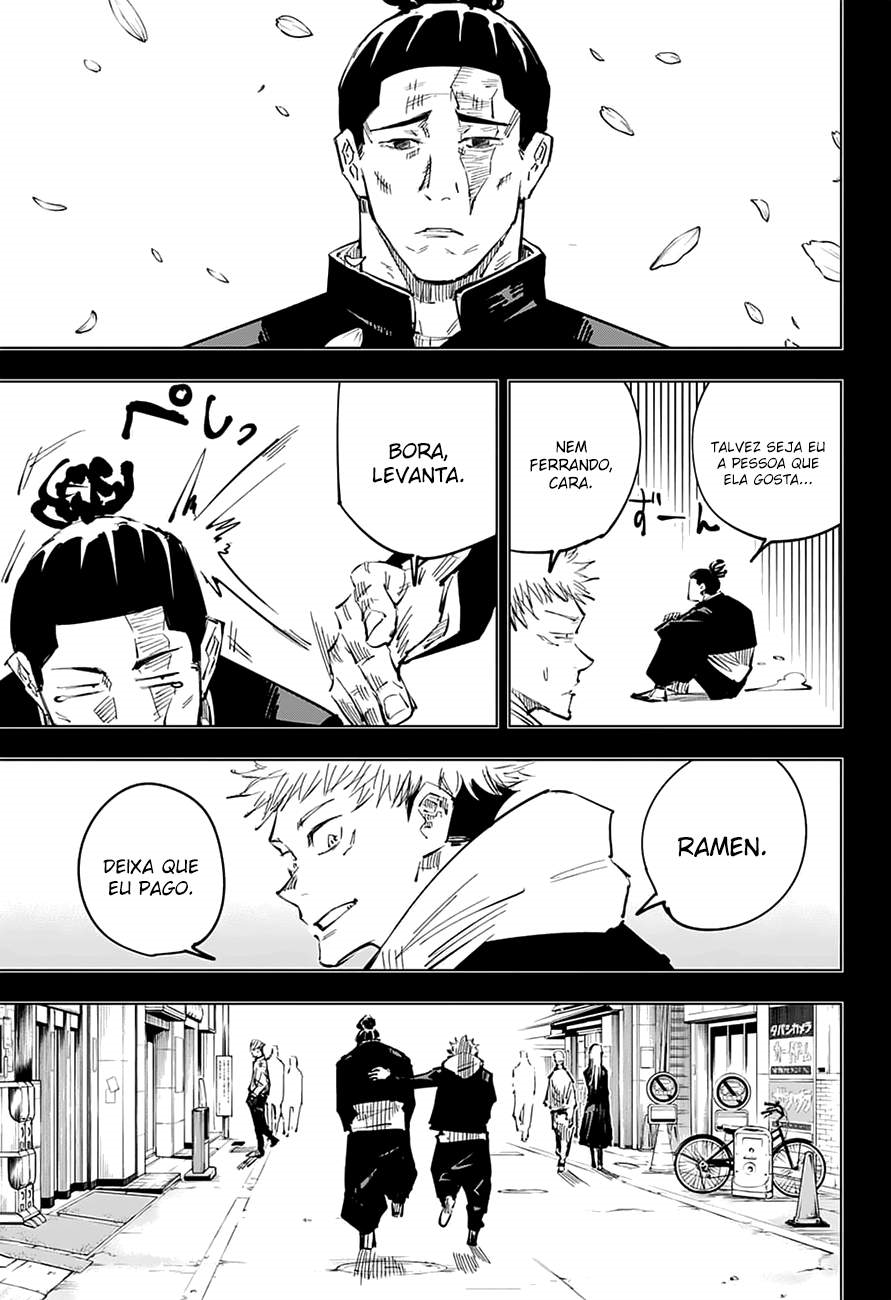 TALVEZ SEJA EU
A PESSOA QUE
ELA GOSTA...
ずーん
NEM
FERRANDO,
CARA.
BORA,
LEVANTA.
ぺしっ
RAMEN.
DEIXA QUE
EU PAGO.